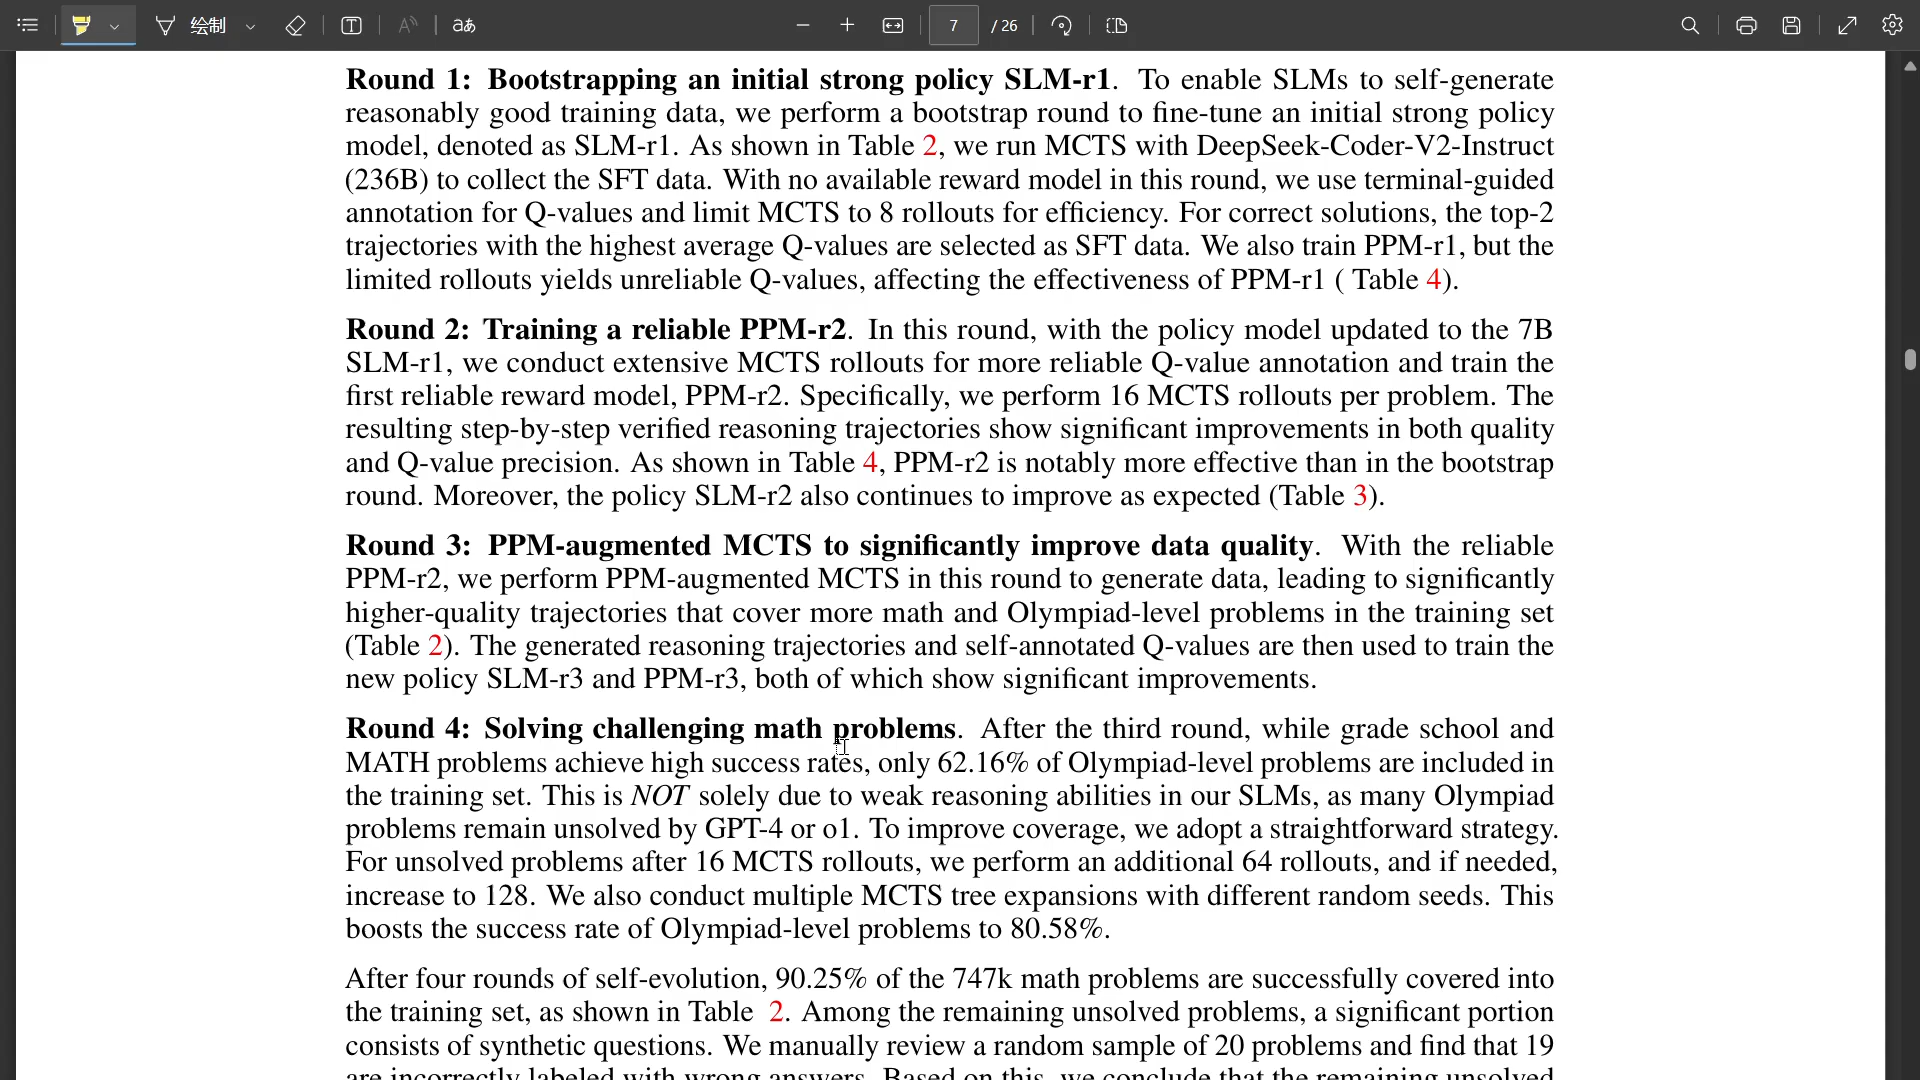 绘制
aあ
7
/ 26
Round 1: Bootstrapping an initial strong policy SLM-r1. To enable SLMs to self-generate
reasonably good training data, we perform a bootstrap round to fine-tune an initial strong policy
model, denoted as SLM-r1. As shown in Table 2, we run MCTS with DeepSeek-Coder-V2-Instruct
(236B) to collect the SFT data. With no available reward model in this round, we use terminal-guided
annotation for Q-values and limit MCTS to 8 rollouts for efficiency. For correct solutions, the top-2
trajectories with the highest average Q-values are selected as SFT data. We also train PPM-r1, but the
limited rollouts yields unreliable Q-values, affecting the effectiveness of PPM-r1 ( Table 4).
Round 2: Training a reliable PPM-r2. In this round, with the policy model updated to the 7B
SLM-r1, we conduct extensive MCTS rollouts for more reliable Q-value annotation and train the
first reliable reward model, PPM-r2. Specifically, we perform 16 MCTS rollouts per problem. The
resulting step-by-step verified reasoning trajectories show significant improvements in both quality
and Q-value precision. As shown in Table 4, PPM-r2 is notably more effective than in the bootstrap
round. Moreover, the policy SLM-r2 also continues to improve as expected (Table 3).
Round 3: PPM-augmented MCTS to significantly improve data quality. With the reliable
PPM-r2, we perform PPM-augmented MCTS in this round to generate data, leading to significantly
higher-quality trajectories that cover more math and Olympiad-level problems in the training set
(Table 2). The generated reasoning trajectories and self-annotated Q-values are then used to train the
new policy SLM-r3 and PPM-r3, both of which show significant improvements.
Round 4: Solving challenging math problems. After the third round, while grade school and
MATH problems achieve high success rates, only 62.16% of Olympiad-level problems are included in
the training set. This is NOT solely due to weak reasoning abilities in our SLMs, as many Olympiad
problems remain unsolved by GPT-4 or o1. To improve coverage, we adopt a straightforward strategy.
For unsolved problems after 16 MCTS rollouts, we perform an additional 64 rollouts, and if needed,
increase to 128. We also conduct multiple MCTS tree expansions with different random seeds. This
boosts the success rate of Olympiad-level problems to 80.58%.
After four rounds of self-evolution, 90.25% of the 747k math problems are successfully covered into
the training set, as shown in Table 2. Among the remaining unsolved problems, a significant portion
consists of synthetic questions. We manually review a random sample of 20 problems and find that 19
are incorrectly labeled with wrong answers. Based on this, we conclude that the remaining unsolved